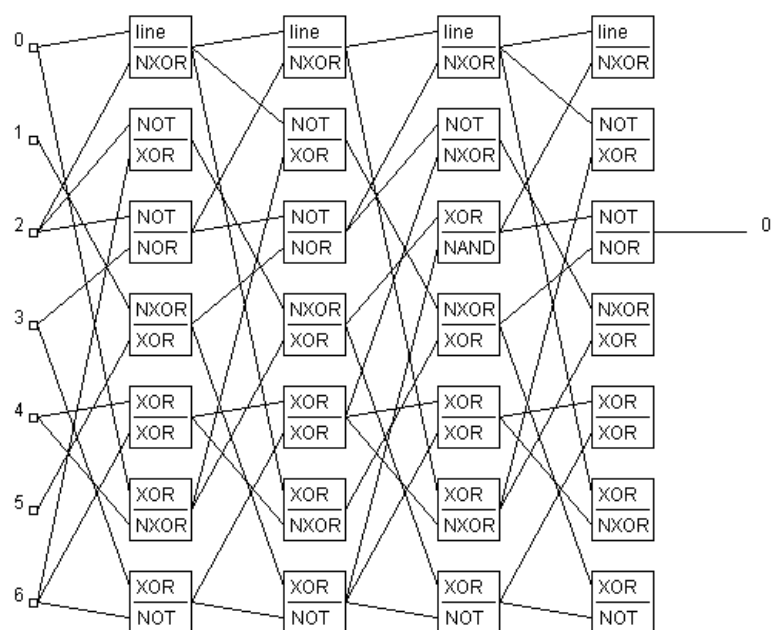 0 line line line line
NXOR NXOR NXOR NXOR
1 NOT NOT NOT NOT
XOR XOR NXOR XOR
2 NOT NOT XOR NOT 0
NOR NOR NAND NOR
3 NXOR NXOR NXOR NXOR
XOR XOR XOR XOR
4 XOR XOR XOR XOR
XOR XOR XOR XOR
5 XOR XOR XOR XOR
NXOR NXOR NXOR NXOR
6 XOR XOR XOR XOR
NOT NOT NOT NOT